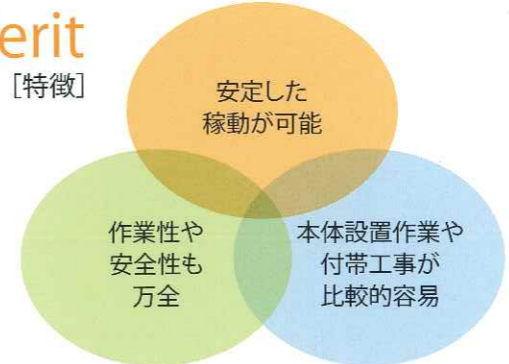 erit
[特徴]
安定した
稼動が可能
作業性や
安全性も
万全
本体設置作業や
付帯工事が
比較的容易